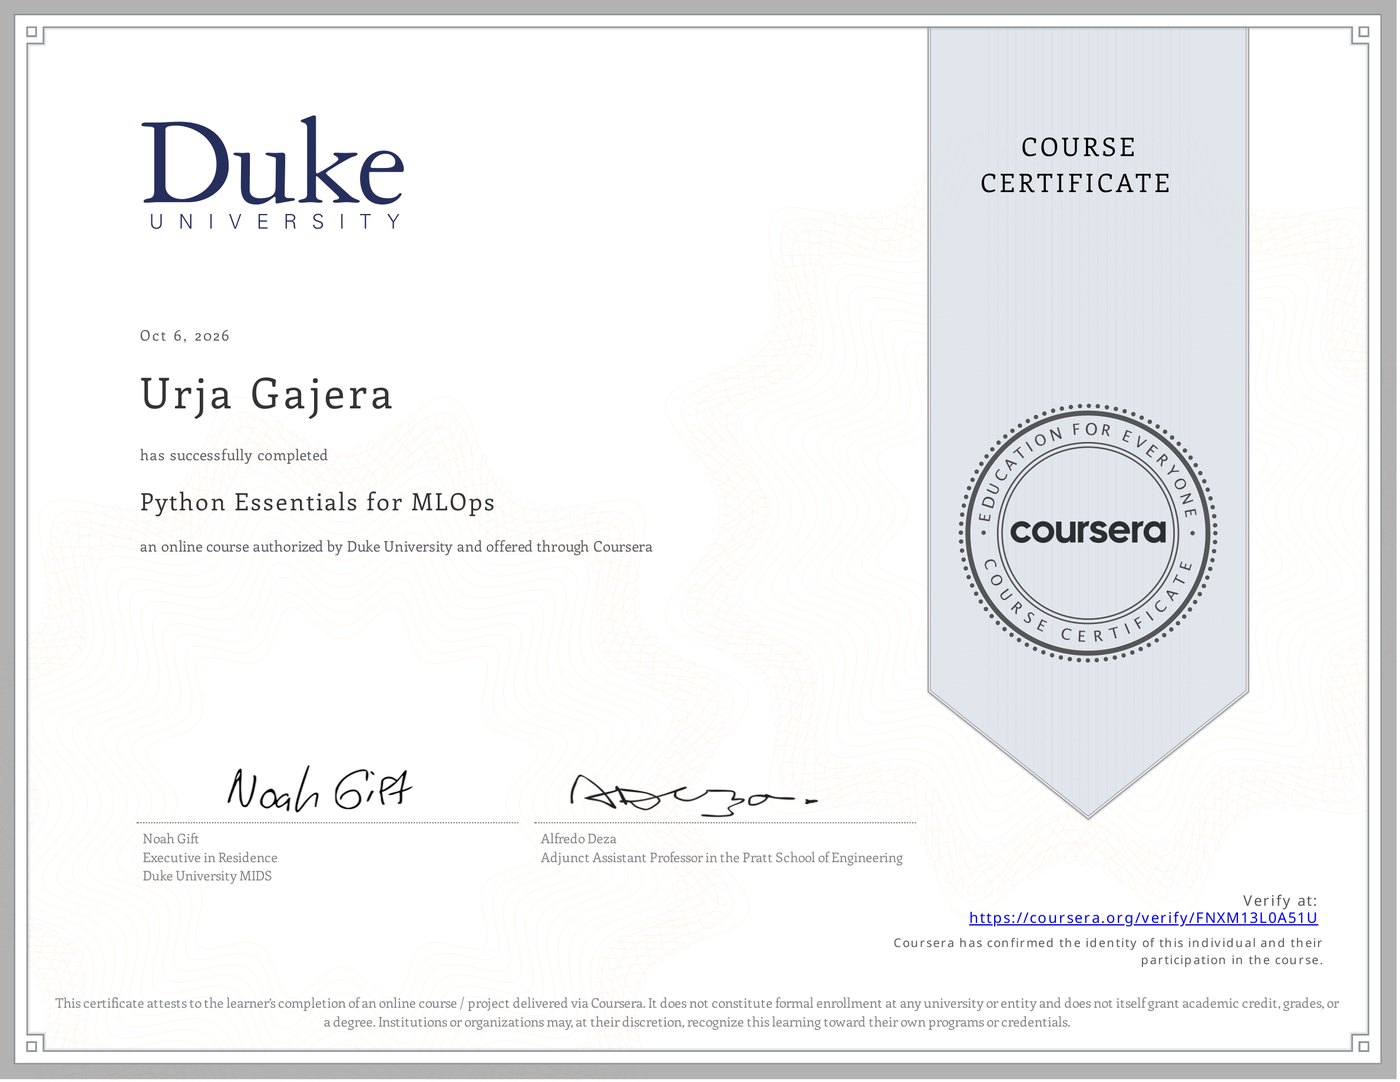 Duke
UNIVERSITY
COURSE
CERTIFICATE
Oct 6, 2026
Urja Gajera
has successfully completed
Python Essentials for MLOps
an online course authorized by Duke University and offered through Coursera
EDUCATION FOR EVERYONE
coursera
COURSE CERTIFICATE
Noah Gift
Noah Gift
Executive in Residence
Duke University MIDS
ADeza
Alfredo Deza
Adjunct Assistant Professor in the Pratt School of Engineering
Verify at:
https://coursera.org/verify/FNXM13L0A51U
Coursera has confirmed the identity of this individual and their
participation in the course.
This certificate attests to the learner's completion of an online course / project delivered via Coursera. It does not constitute formal enrollment at any university or entity and does not itself grant academic credit, grades, or
a degree. Institutions or organizations may, at their discretion, recognize this learning toward their own programs or credentials.